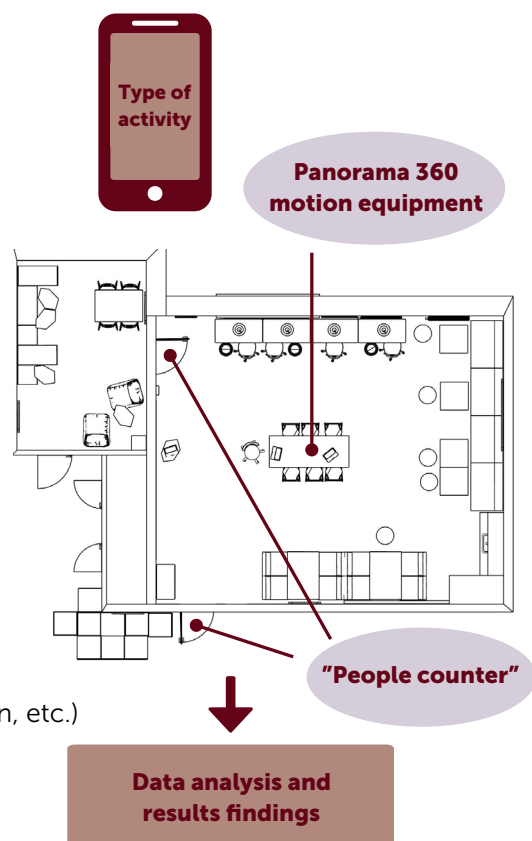 Type of
activity
Panorama 360
motion equipment
"People counter"
n, etc.)
Data analysis and
results findings